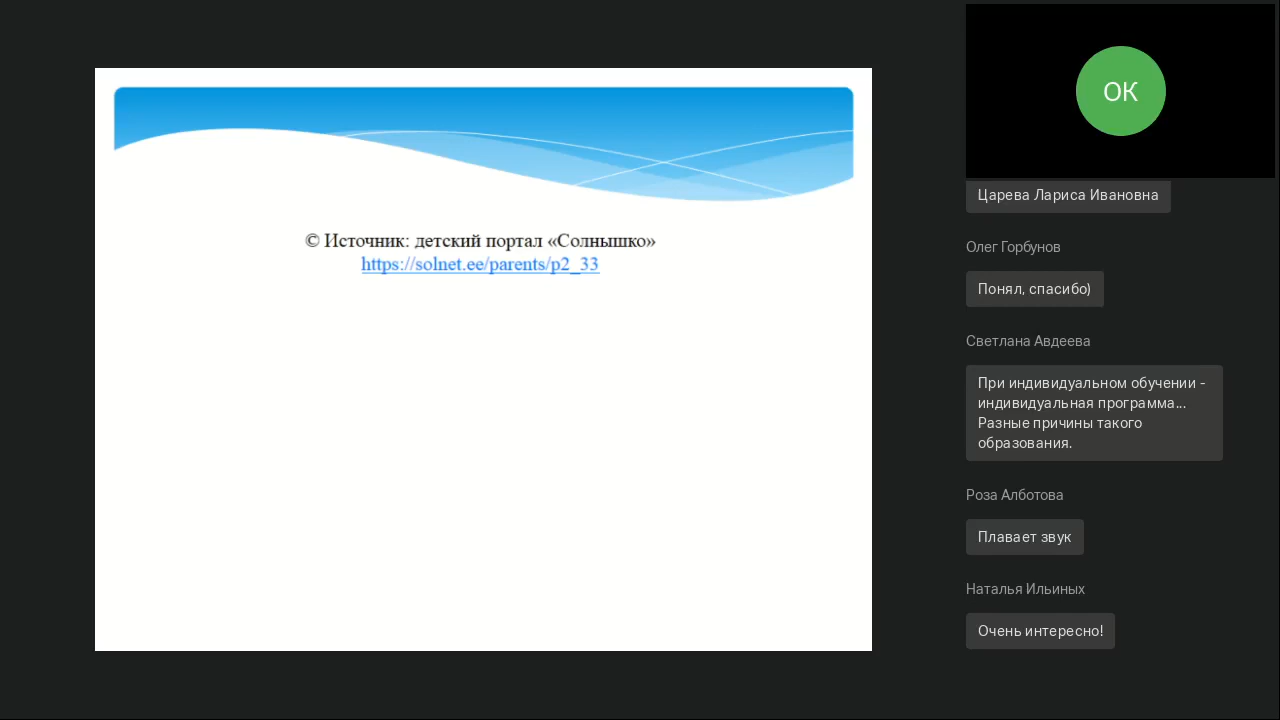 © Источник: детский портал «Солнышко»
https://solnet.ee/parents/p2_33
ОК
Царева Лариса Ивановна
Олег Горбунов
Понял, спасибо)
Светлана Авдеева
При индивидуальном обучении -
индивидуальная программа...
Разные причины такого
образования.
Роза Алботова
Плавает звук
Наталья Ильиных
Очень интересно!